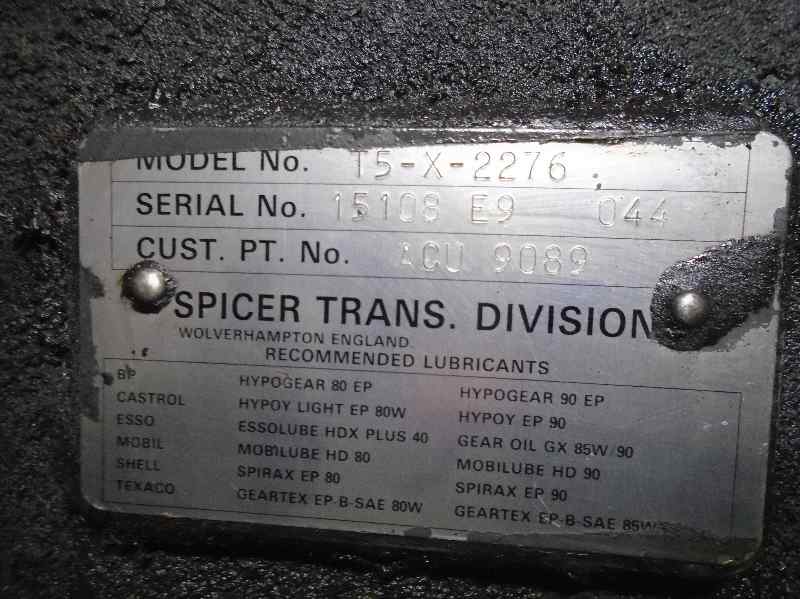 MODEL No. T5-X-2276
SERIAL No. 15108 E9 044
CUST. PT. No. ACU 9089
SPICER TRANS. DIVISION
WOLVERHAMPTON ENGLAND.
RECOMMENDED LUBRICANTS
BP HYPOGEAR 80 EP HYPOGEAR 90 EP
CASTROL HYPOY LIGHT EP 80W HYPOY EP 90
ESSO ESSOLUBE HDX PLUS 40 GEAR OIL GX 85W/90
MOBIL MOBILUBE HD 80 MOBILUBE HD 90
SHELL SPIRAX EP 80 SPIRAX EP 90
TEXACO GEARTEX EP-B-SAE 80W GEARTEX EP-B-SAE 85W